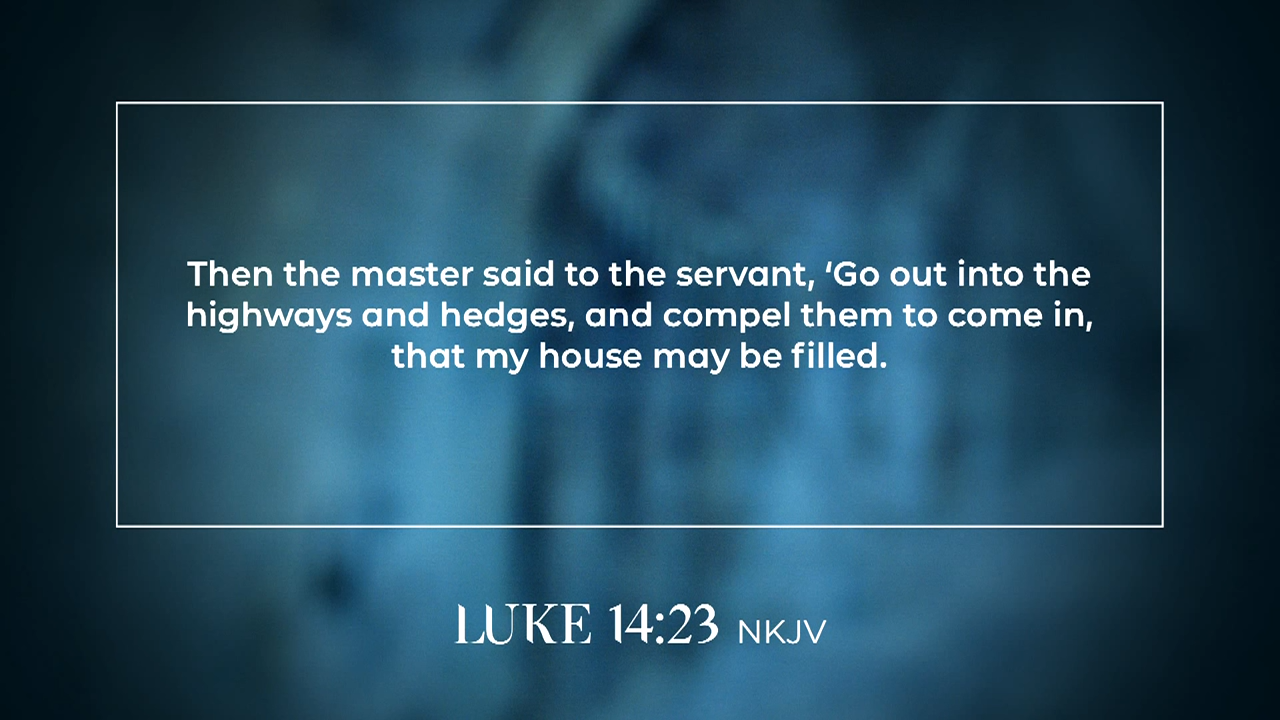 Then the master said to the servant, ‘Go out into the
highways and hedges, and compel them to come in,
that my house may be filled.
LUKE 14:23 NKJV